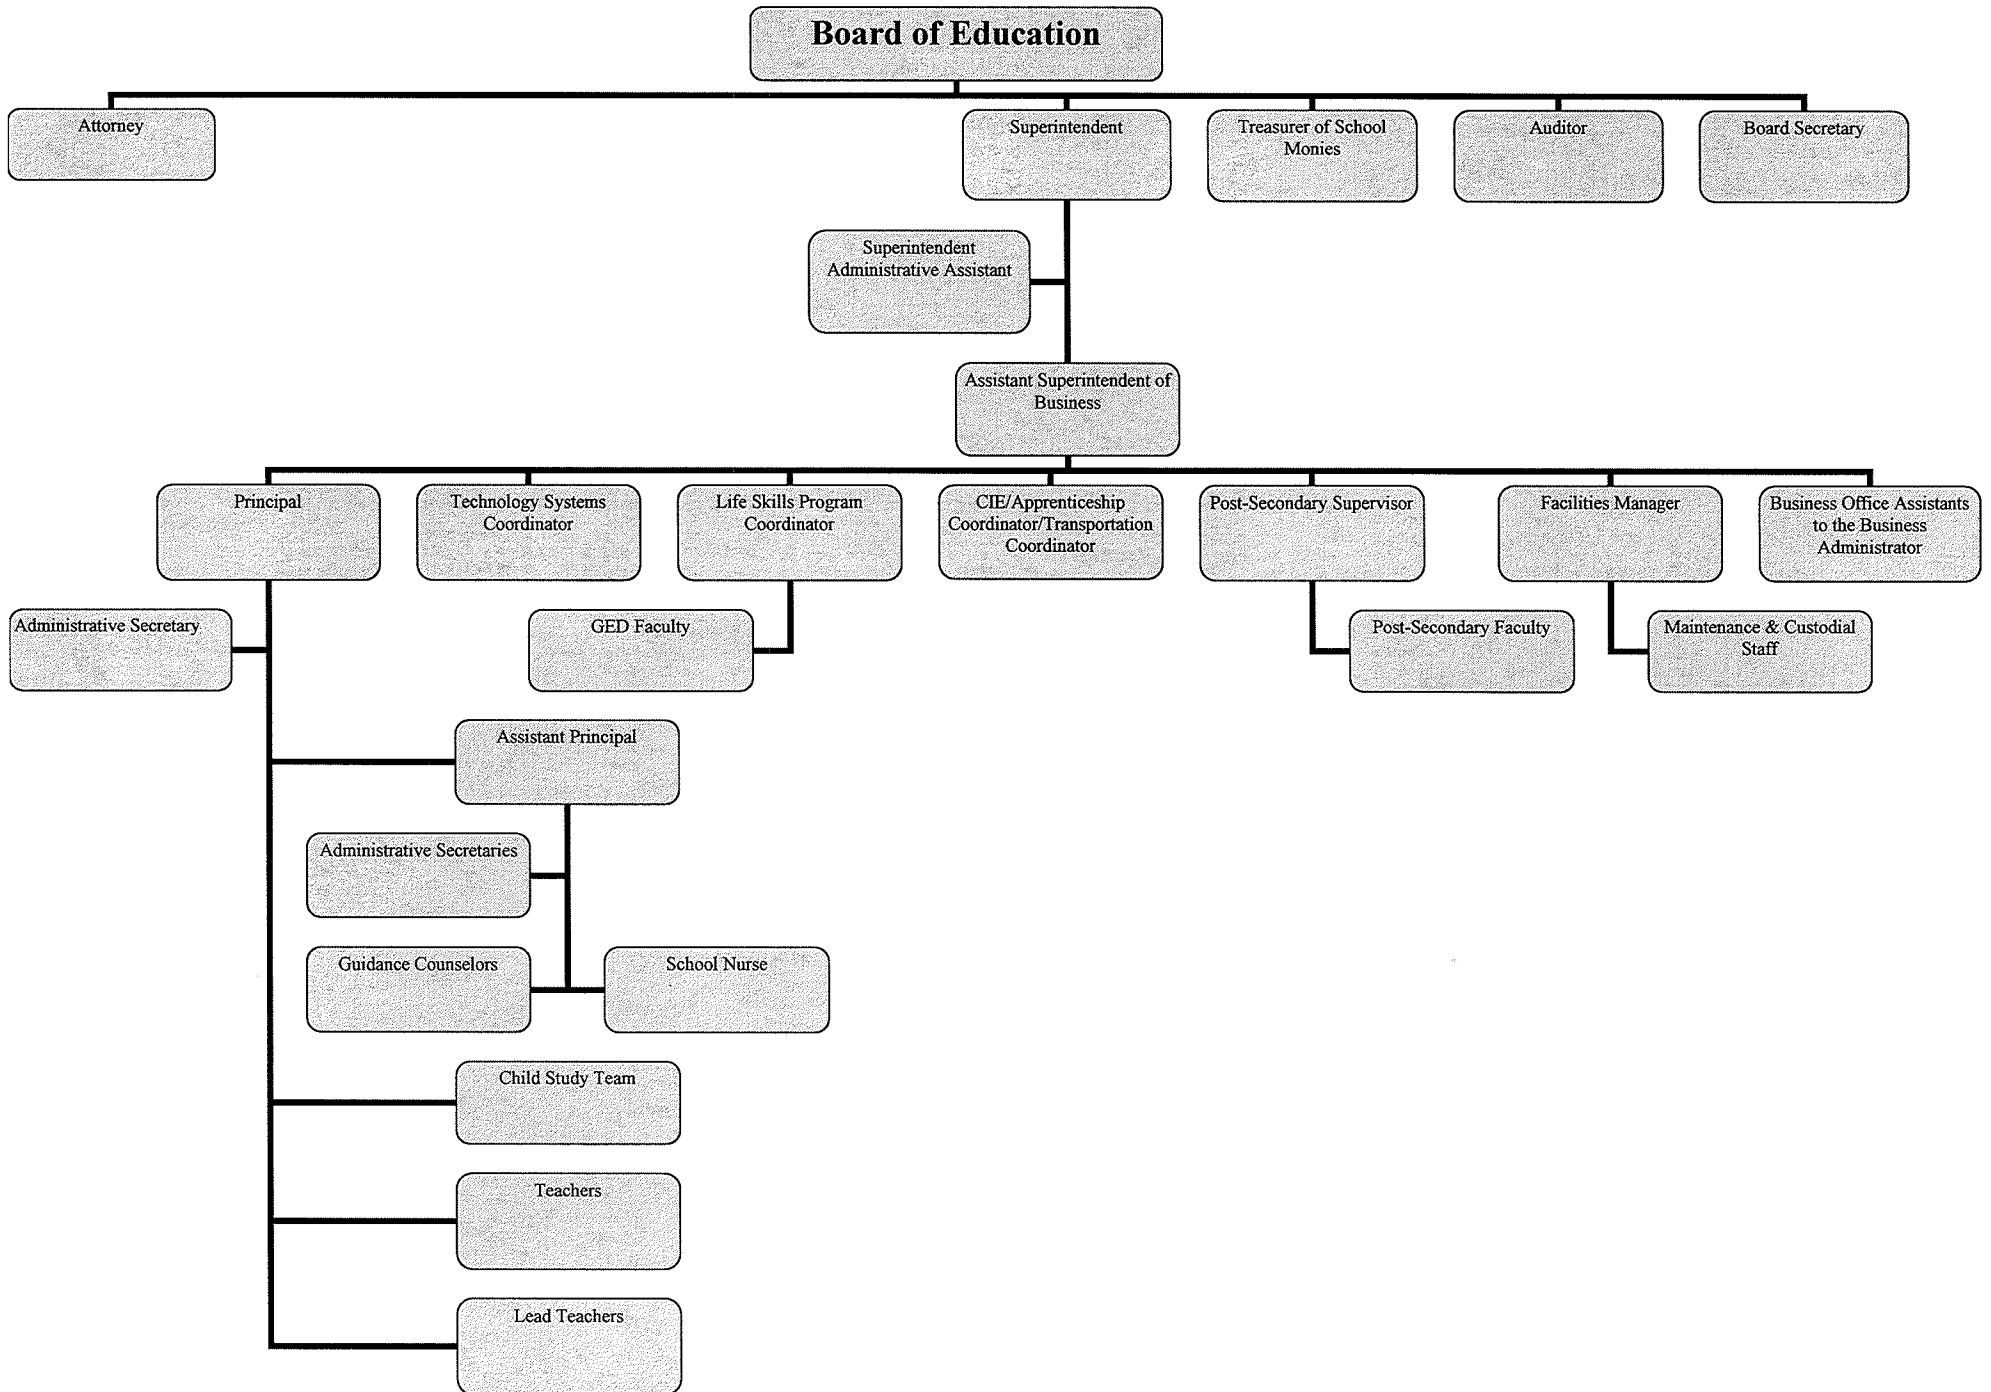 Board of Education
Attorney
Superintendent
Treasurer of School
Monies
Auditor
Board Secretary
Superintendent
Administrative Assistant
Assistant Superintendent of
Business
Principal
Technology Systems
Coordinator
Life Skills Program
Coordinator
CIE/Apprenticeship
Coordinator/Transportation
Coordinator
Post-Secondary Supervisor
Facilities Manager
Business Office Assistants
to the Business
Administrator
Administrative Secretary
GED Faculty
Post-Secondary Faculty
Maintenance & Custodial
Staff
Assistant Principal
Administrative Secretaries
Guidance Counselors
School Nurse
Child Study Team
Teachers
Lead Teachers